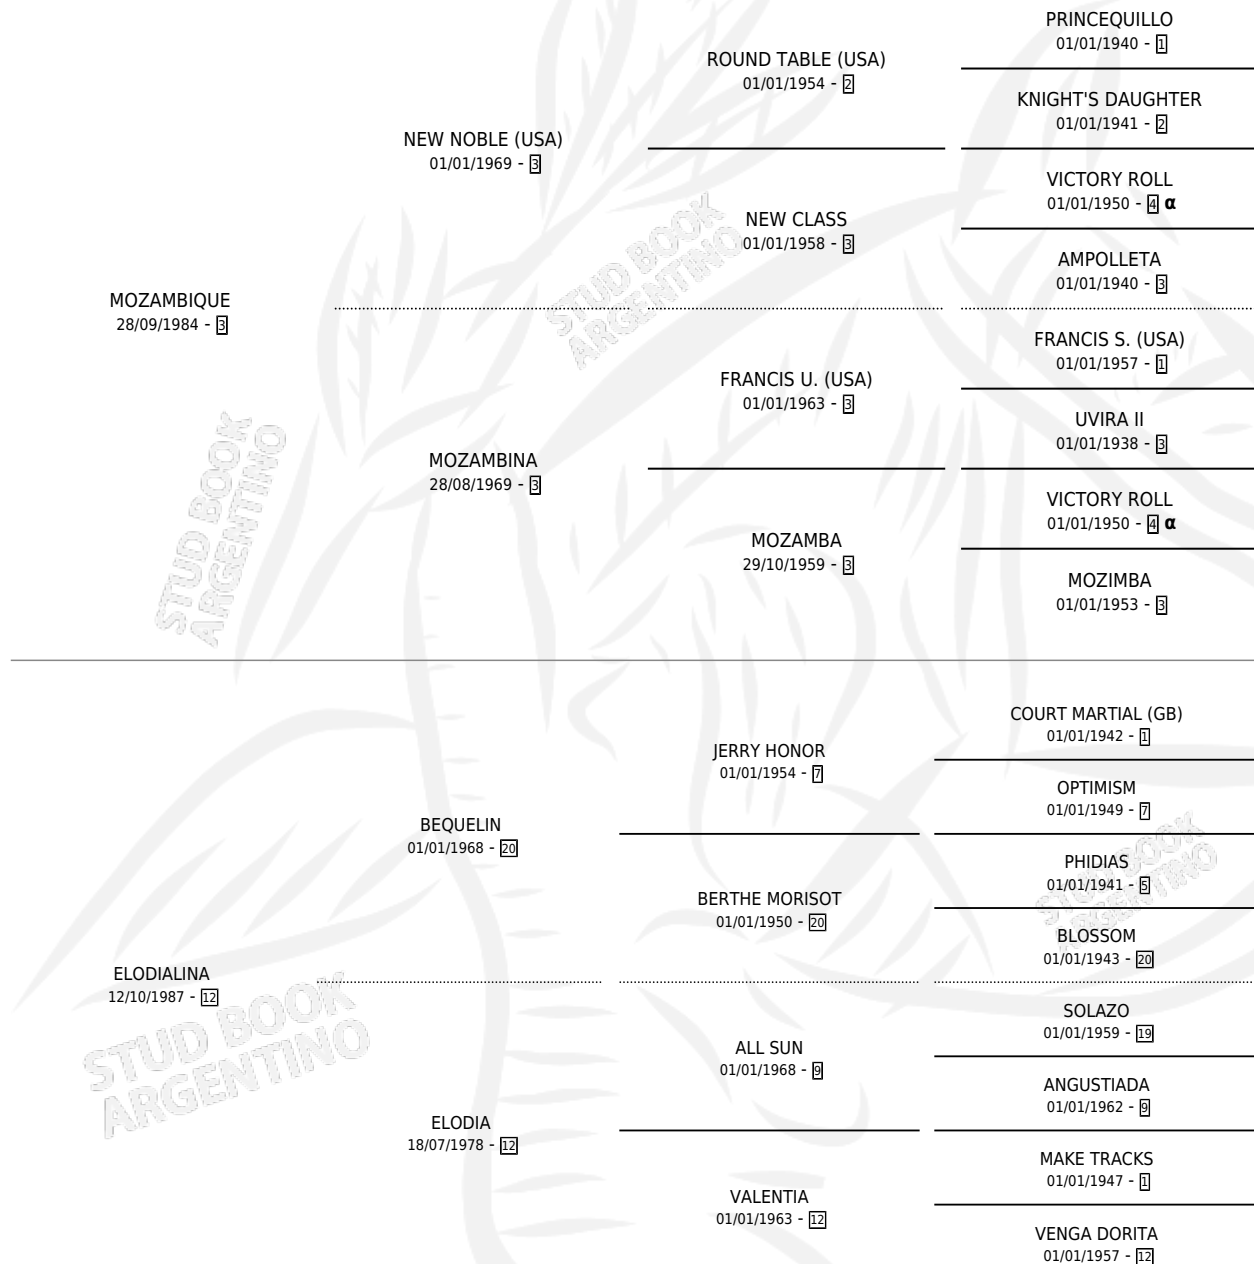 PRINCEQUILLO
01/01/1940 - 1
ROUND TABLE (USA)
01/01/1954 - 2
KNIGHT'S DAUGHTER
01/01/1941 - 2
NEW NOBLE (USA)
01/01/1969 - 3
VICTORY ROLL
01/01/1950 - 4 α
NEW CLASS
01/01/1958 - 3
AMPOLLETA
01/01/1940 - 3
MOZAMBIQUE
28/09/1984 - 3
FRANCIS S. (USA)
01/01/1957 - 1
FRANCIS U. (USA)
01/01/1963 - 3
UVIRA II
01/01/1938 - 3
MOZAMBINA
28/08/1969 - 3
VICTORY ROLL
01/01/1950 - 4 α
MOZAMBA
29/10/1959 - 3
MOZIMBA
01/01/1953 - 3
COURT MARTIAL (GB)
01/01/1942 - 1
JERRY HONOR
01/01/1954 - 7
OPTIMISM
01/01/1949 - 7
BEQUELIN
01/01/1968 - 20
PHIDIAS
01/01/1941 - 5
BERTHE MORISOT
01/01/1950 - 20
BLOSSOM
01/01/1943 - 20
ELODIALINA
12/10/1987 - 12
SOLAZO
01/01/1959 - 19
ALL SUN
01/01/1968 - 9
ANGUSTIADA
01/01/1962 - 9
ELODIA
18/07/1978 - 12
MAKE TRACKS
01/01/1947 - 1
VALENTIA
01/01/1963 - 12
VENGA DORITA
01/01/1957 - 12
STUD BOOK
ARGENTINO
STUD BOOK
ARGENTINO
STUD BOOK
ARGENTINO
STUD BOOK
ARGENTINO